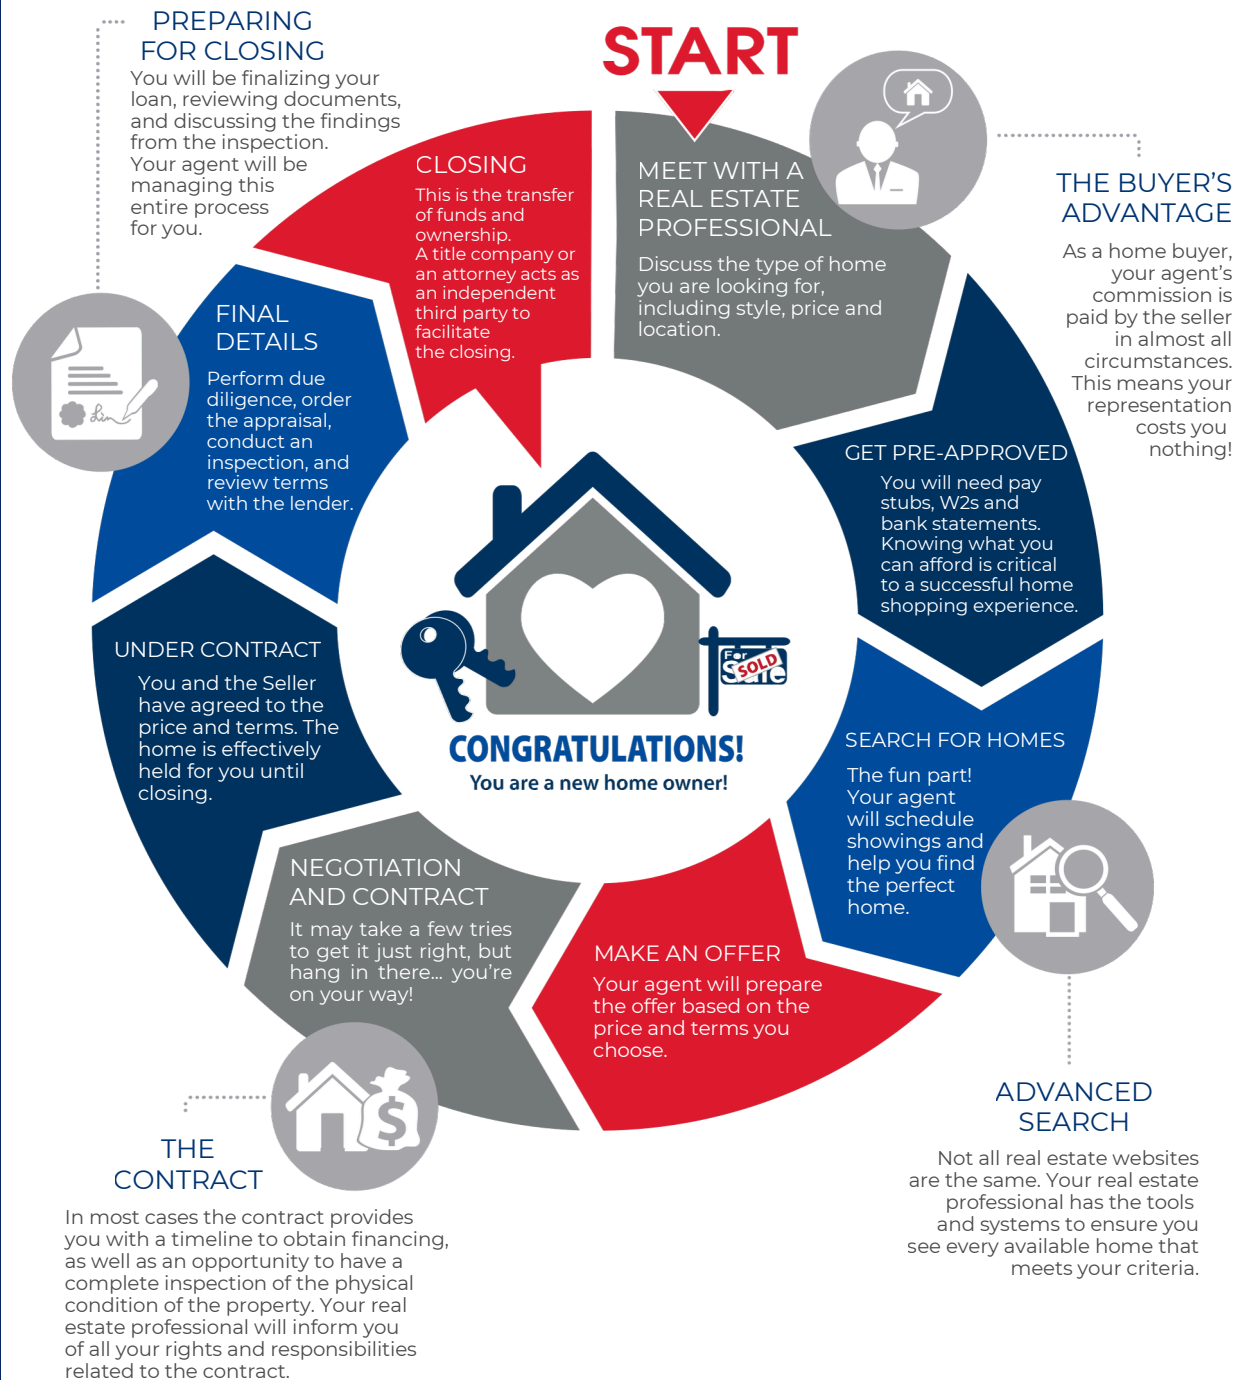 START
MEET WITH A
REAL ESTATE
PROFESSIONAL
Discuss the type of home
you are looking for,
including style, price and
location.
THE BUYER’S
ADVANTAGE
As a home buyer,
your agent’s
commission is
paid by the seller
in almost all
circumstances.
This means your
representation
costs you
nothing!
GET PRE-APPROVED
You will need pay
stubs, W2s and
bank statements.
Knowing what you
can afford is critical
to a successful home
shopping experience.
SEARCH FOR HOMES
The fun part!
Your agent
will schedule
showings and
help you find
the perfect
home.
ADVANCED
SEARCH
Not all real estate websites
are the same. Your real estate
professional has the tools
and systems to ensure you
see every available home that
meets your criteria.
MAKE AN OFFER
Your agent will prepare
the offer based on the
price and terms you
choose.
NEGOTIATION
AND CONTRACT
It may take a few tries
to get it just right, but
hang in there... you’re
on your way!
$
THE
CONTRACT
In most cases the contract provides
you with a timeline to obtain financing,
as well as an opportunity to have a
complete inspection of the physical
condition of the property. Your real
estate professional will inform you
of all your rights and responsibilities
related to the contract.
UNDER CONTRACT
You and the Seller
have agreed to the
price and terms. The
home is effectively
held for you until
closing.
FINAL
DETAILS
Perform due
diligence, order
the appraisal,
conduct an
inspection, and
review terms
with the lender.
PREPARING
FOR CLOSING
You will be finalizing your
loan, reviewing documents,
and discussing the findings
from the inspection.
Your agent will be
managing this
entire process
for you.
CLOSING
This is the transfer
of funds and
ownership.
A title company or
an attorney acts as
an independent
third party to
facilitate
the closing.
For
Sale
SOLD
CONGRATULATIONS!
You are a new home owner!